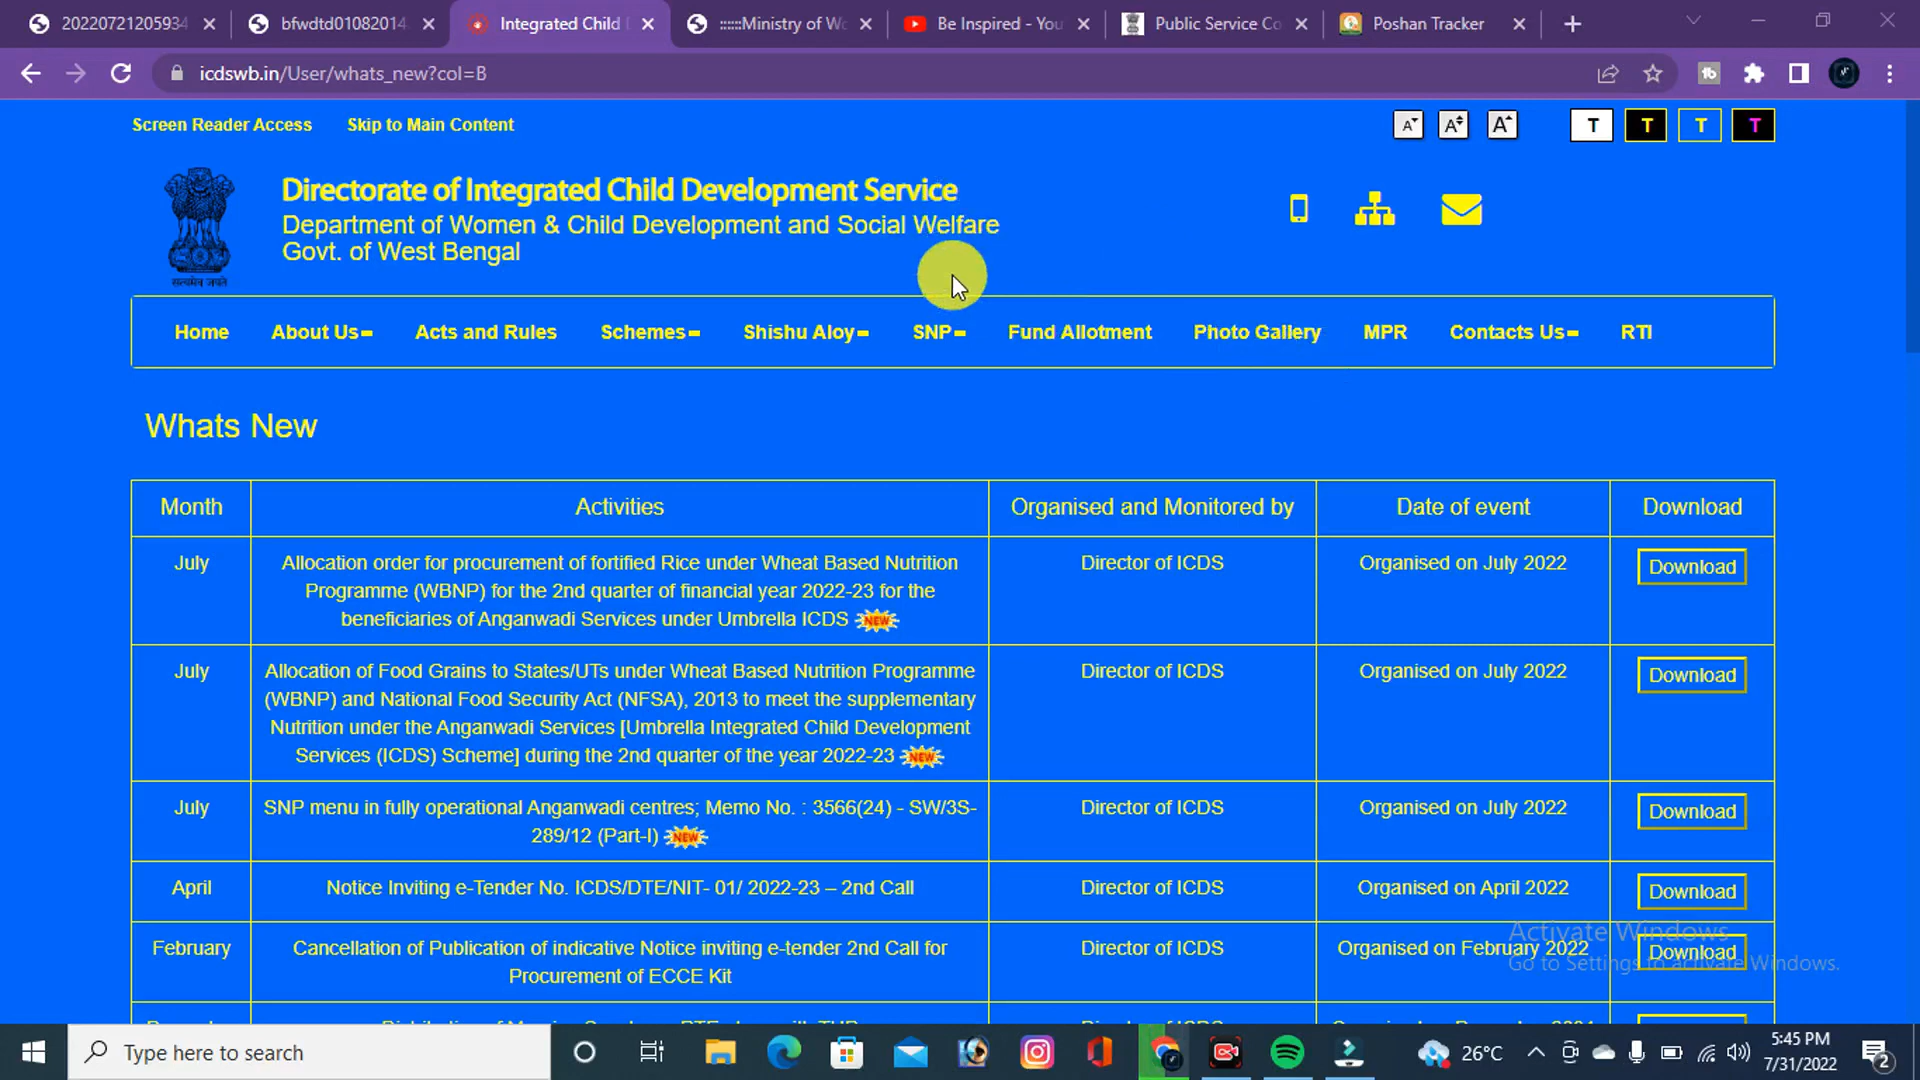 20220721205934
bfwdtd01082014
Integrated Child D
::::::Ministry of Wo
Be Inspired - You
Public Service Co
Poshan Tracker
icdswb.in/User/whats_new?col=B
Screen Reader Access
Skip to Main Content
A A A T T T T
Directorate of Integrated Child Development Service
Department of Women & Child Development and Social Welfare
Govt. of West Bengal
सत्यमेव जयते
Home About Us Acts and Rules Schemes Shishu Aloy SNP Fund Allotment Photo Gallery MPR Contacts Us RTI
Whats New
Month Activities Organised and Monitored by Date of event Download
July Allocation order for procurement of fortified Rice under Wheat Based Nutrition Director of ICDS Organised on July 2022 Download
Programme (WBNP) for the 2nd quarter of financial year 2022-23 for the
beneficiaries of Anganwadi Services under Umbrella ICDS NEW
July Allocation of Food Grains to States/UTs under Wheat Based Nutrition Programme Director of ICDS Organised on July 2022 Download
(WBNP) and National Food Security Act (NFSA), 2013 to meet the supplementary
Nutrition under the Anganwadi Services [Umbrella Integrated Child Development
Services (ICDS) Scheme] during the 2nd quarter of the year 2022-23 NEW
July SNP menu in fully operational Anganwadi centres; Memo No. : 3566(24) - SW/3S- Director of ICDS Organised on July 2022 Download
289/12 (Part-I) NEW
April Notice Inviting e-Tender No. ICDS/DTE/NIT- 01/ 2022-23 – 2nd Call Director of ICDS Organised on April 2022 Download
February Cancellation of Publication of indicative Notice inviting e-tender 2nd Call for Director of ICDS Organised on February 2022 Download
Procurement of ECCE Kit
Activate Windows
Go to Settings to activate Windows.
Type here to search
26°C
5:45 PM
7/31/2022
2